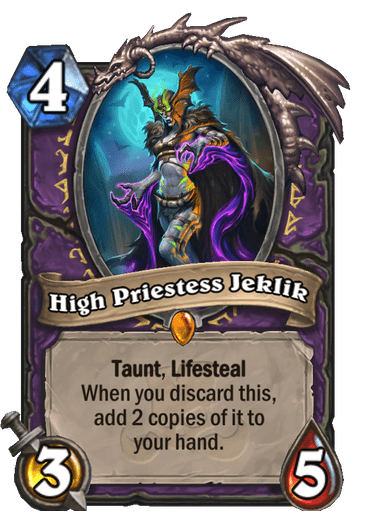 4
High Priestess Jeklik
Taunt, Lifesteal
When you discard this,
add 2 copies of it to
your hand.
3
5